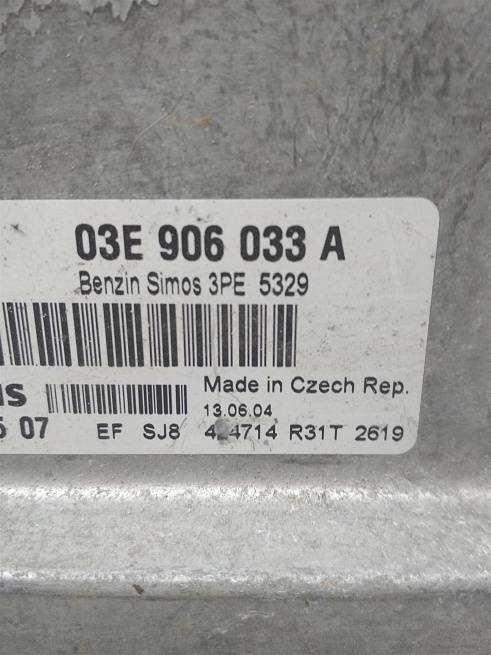 03E 906 033 A
Benzin Simos 3PE 5329
Made in Czech Rep.
13.06.04
07 EF SJ8 424714 R31T 2619